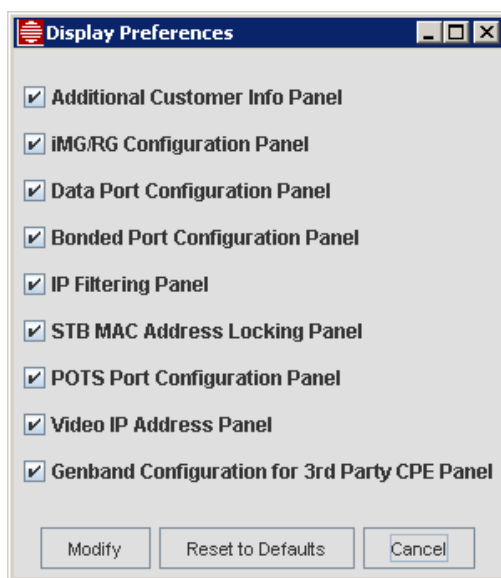 Display Preferences
Additional Customer Info Panel
iMG/RG Configuration Panel
Data Port Configuration Panel
Bonded Port Configuration Panel
IP Filtering Panel
STB MAC Address Locking Panel
POTS Port Configuration Panel
Video IP Address Panel
Genband Configuration for 3rd Party CPE Panel
Modify Reset to Defaults Cancel